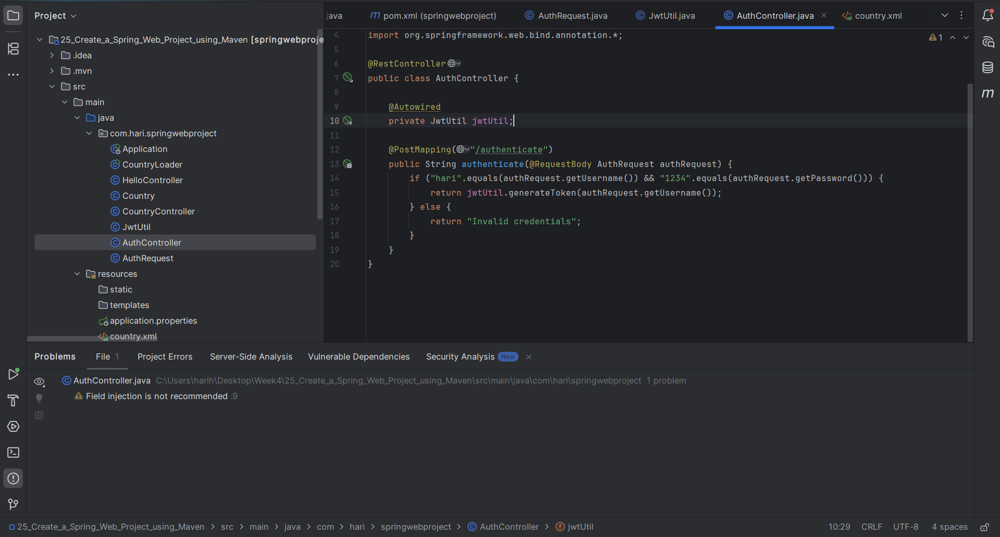 Project
java
pom.xml (springwebproject)
AuthRequest.java
JwtUtil.java
AuthController.java
country.xml
25_Create_a_Spring_Web_Project_using_Maven [springwebproje
.idea
.mvn
src
main
java
com.hari.springwebproject
Application
CountryLoader
HelloController
Country
CountryController
JwtUtil
AuthController
AuthRequest
resources
static
templates
application.properties
country.xml
1
4 import org.springframework.web.bind.annotation.*;
5
6 @RestController
7 public class AuthController {
8
9 @Autowired
10 private JwtUtil jwtUtil;
11
12 @PostMapping("/authenticate")
13 public String authenticate(@RequestBody AuthRequest authRequest) {
14 if ("hari".equals(authRequest.getUsername()) && "1234".equals(authRequest.getPassword())) {
15 return jwtUtil.generateToken(authRequest.getUsername());
16 } else {
17 return "Invalid credentials";
18 }
19 }
20 }
Problems File 1 Project Errors Server-Side Analysis Vulnerable Dependencies Security Analysis New
AuthController.java C:\Users\harih\Desktop\Week4\25_Create_a_Spring_Web_Project_using_Maven\src\main\java\com\hari\springwebproject 1 problem
Field injection is not recommended :9
25_Create_a_Spring_Web_Project_using_Maven > src > main > java > com > hari > springwebproject > AuthController > jwtUtil
10:29 CRLF UTF-8 4 spaces